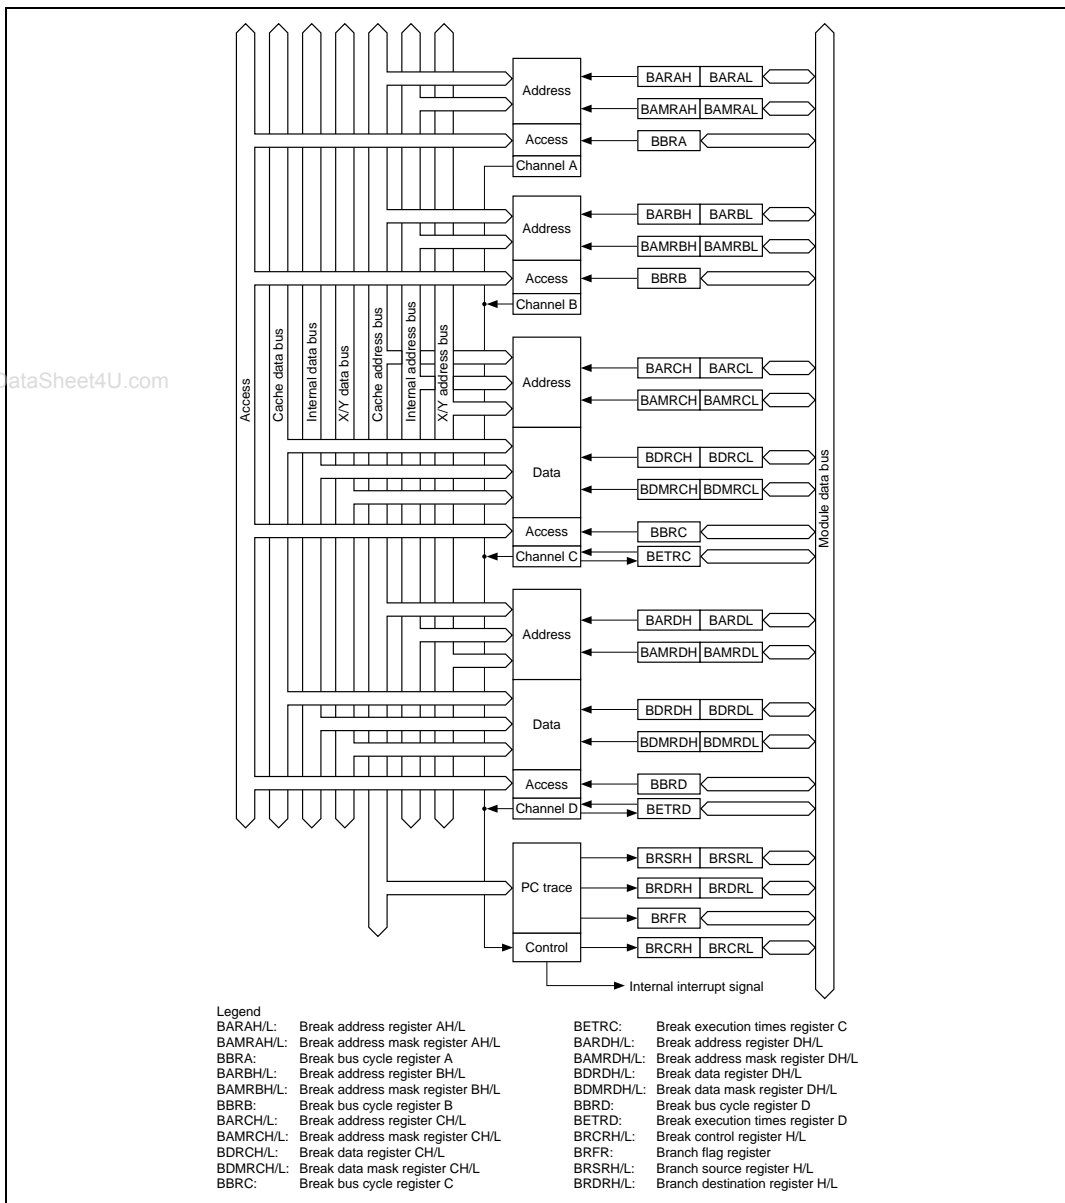 Address
BARAH BARAL
BAMRAH BAMRAL
Access
BBRA
Channel A
Address
BARBH BARBL
BAMRBH BAMRBL
Access
BBRB
Channel B
Access
Cache data bus
Internal data bus
X/Y data bus
Cache address bus
Internal address bus
X/Y address bus
Module data bus
DataSheet4U.com
Address
BARCH BARCL
BAMRCH BAMRCL
Data
BDRCH BDRCL
BDMRCH BDMRCL
Access
BBRC
Channel C
BETRC
Address
BARDH BARDL
BAMRDH BAMRDL
Data
BDRDH BDRDL
BDMRDH BDMRDL
Access
BBRD
Channel D
BETRD
PC trace
BRSRH BRSRL
BRDRH BRDRL
BRFR
Control
BRCRH BRCRL
Internal interrupt signal
Legend
BARAH/L: Break address register AH/L
BAMRAH/L: Break address mask register AH/L
BBRA: Break bus cycle register A
BARBH/L: Break address register BH/L
BAMRBH/L: Break address mask register BH/L
BBRB: Break bus cycle register B
BARCH/L: Break address register CH/L
BAMRCH/L: Break address mask register CH/L
BDRCH/L: Break data register CH/L
BDMRCH/L: Break data mask register CH/L
BBRC: Break bus cycle register C
BETRC: Break execution times register C
BARDH/L: Break address register DH/L
BAMRDH/L: Break address mask register DH/L
BDRDH/L: Break data register DH/L
BDMRDH/L: Break data mask register DH/L
BBRD: Break bus cycle register D
BETRD: Break execution times register D
BRCRH/L: Break control register H/L
BRFR: Branch flag register
BRSRH/L: Branch source register H/L
BRDRH/L: Branch destination register H/L